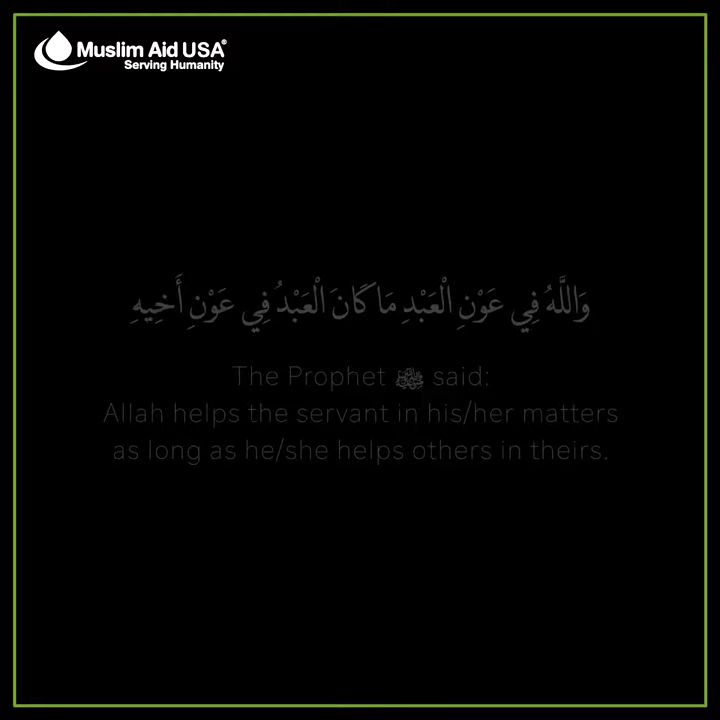 Muslim Aid USA®
Serving Humanity
وَاللَّهُ فِي عَوْنِ الْعَبْدِ مَا كَانَ الْعَبْدُ فِي عَوْنِ أَخِيهِ
The Prophet ﷺ said:
Allah helps the servant in his/her matters
as long as he/she helps others in theirs.